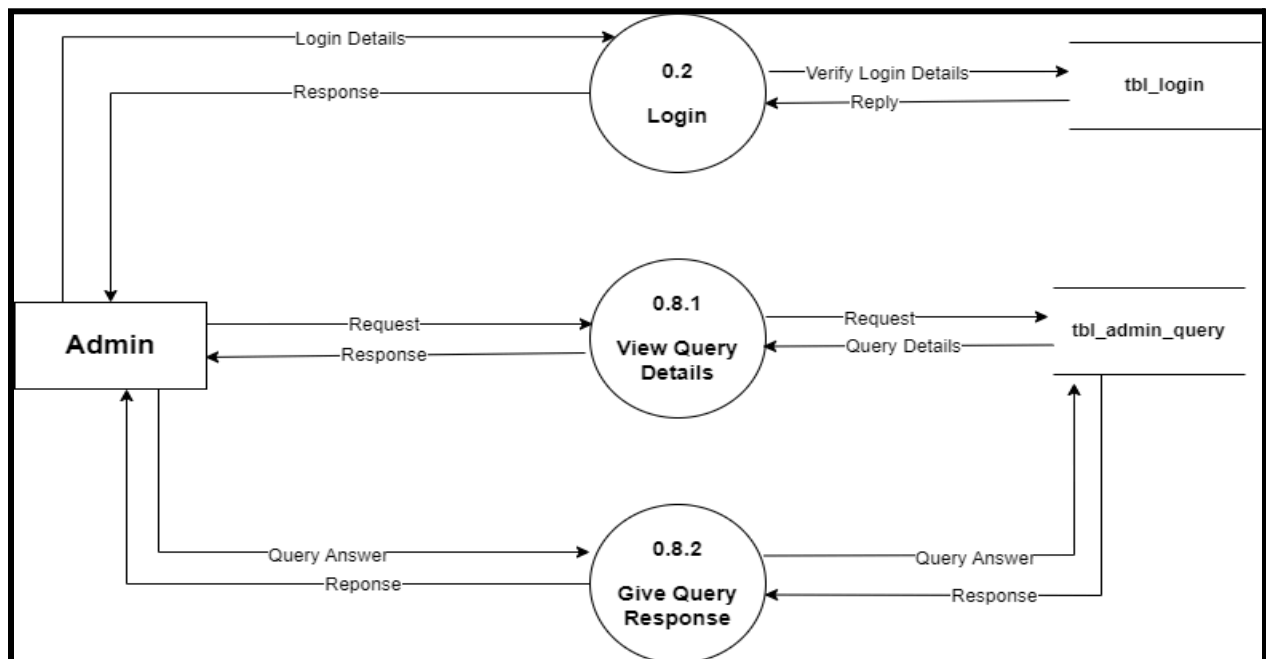 Login Details
0.2
Login
Verify Login Details
tbl_login
Response
Reply
Admin
Request
Response
0.8.1
View Query
Details
Request
Query Details
tbl_admin_query
Query Answer
Reponse
0.8.2
Give Query
Response
Query Answer
Response